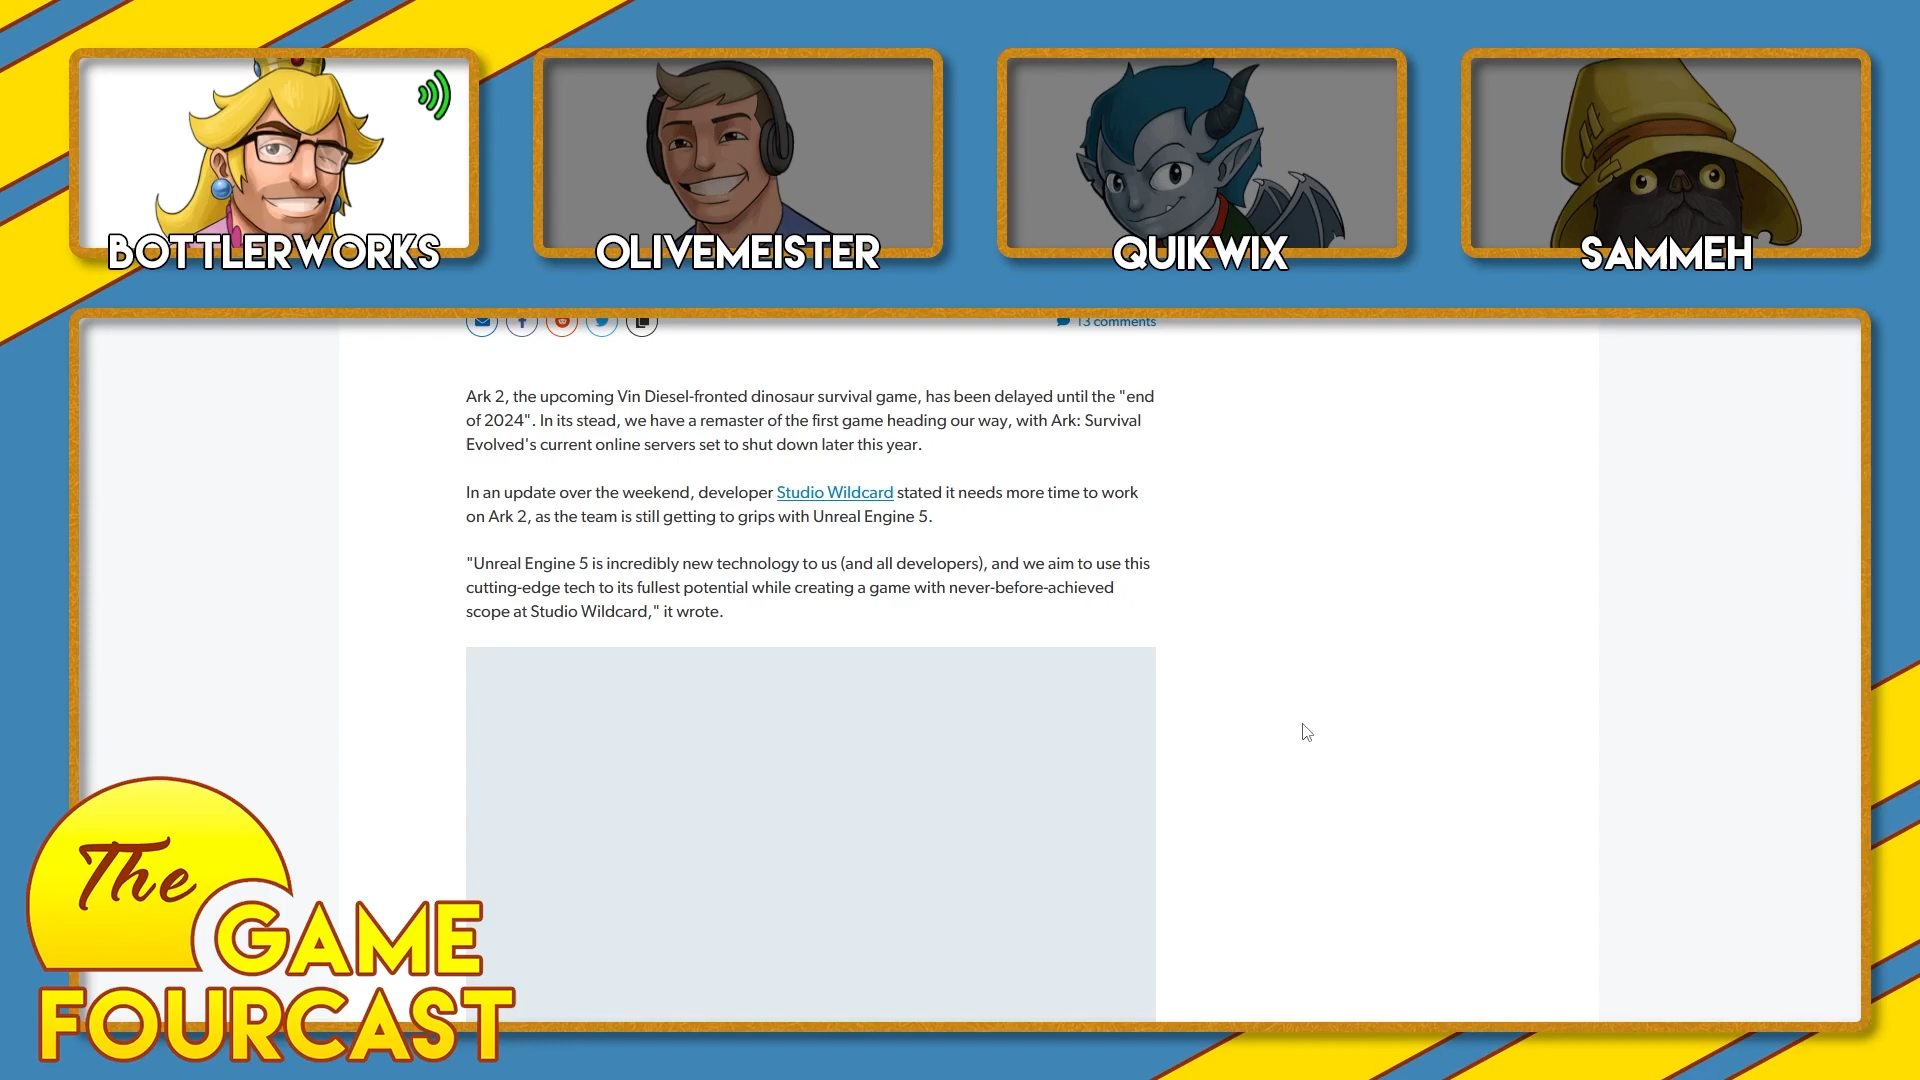 BOTTLERWORKS
OLIVEMEISTER
QUIKWIX
SAMMEH
13 comments
Ark 2, the upcoming Vin Diesel-fronted dinosaur survival game, has been delayed until the "end
of 2024". In its stead, we have a remaster of the first game heading our way, with Ark: Survival
Evolved's current online servers set to shut down later this year.
In an update over the weekend, developer Studio Wildcard stated it needs more time to work
on Ark 2, as the team is still getting to grips with Unreal Engine 5.
"Unreal Engine 5 is incredibly new technology to us (and all developers), and we aim to use this
cutting-edge tech to its fullest potential while creating a game with never-before-achieved
scope at Studio Wildcard," it wrote.
The
GAME
FOURCAST